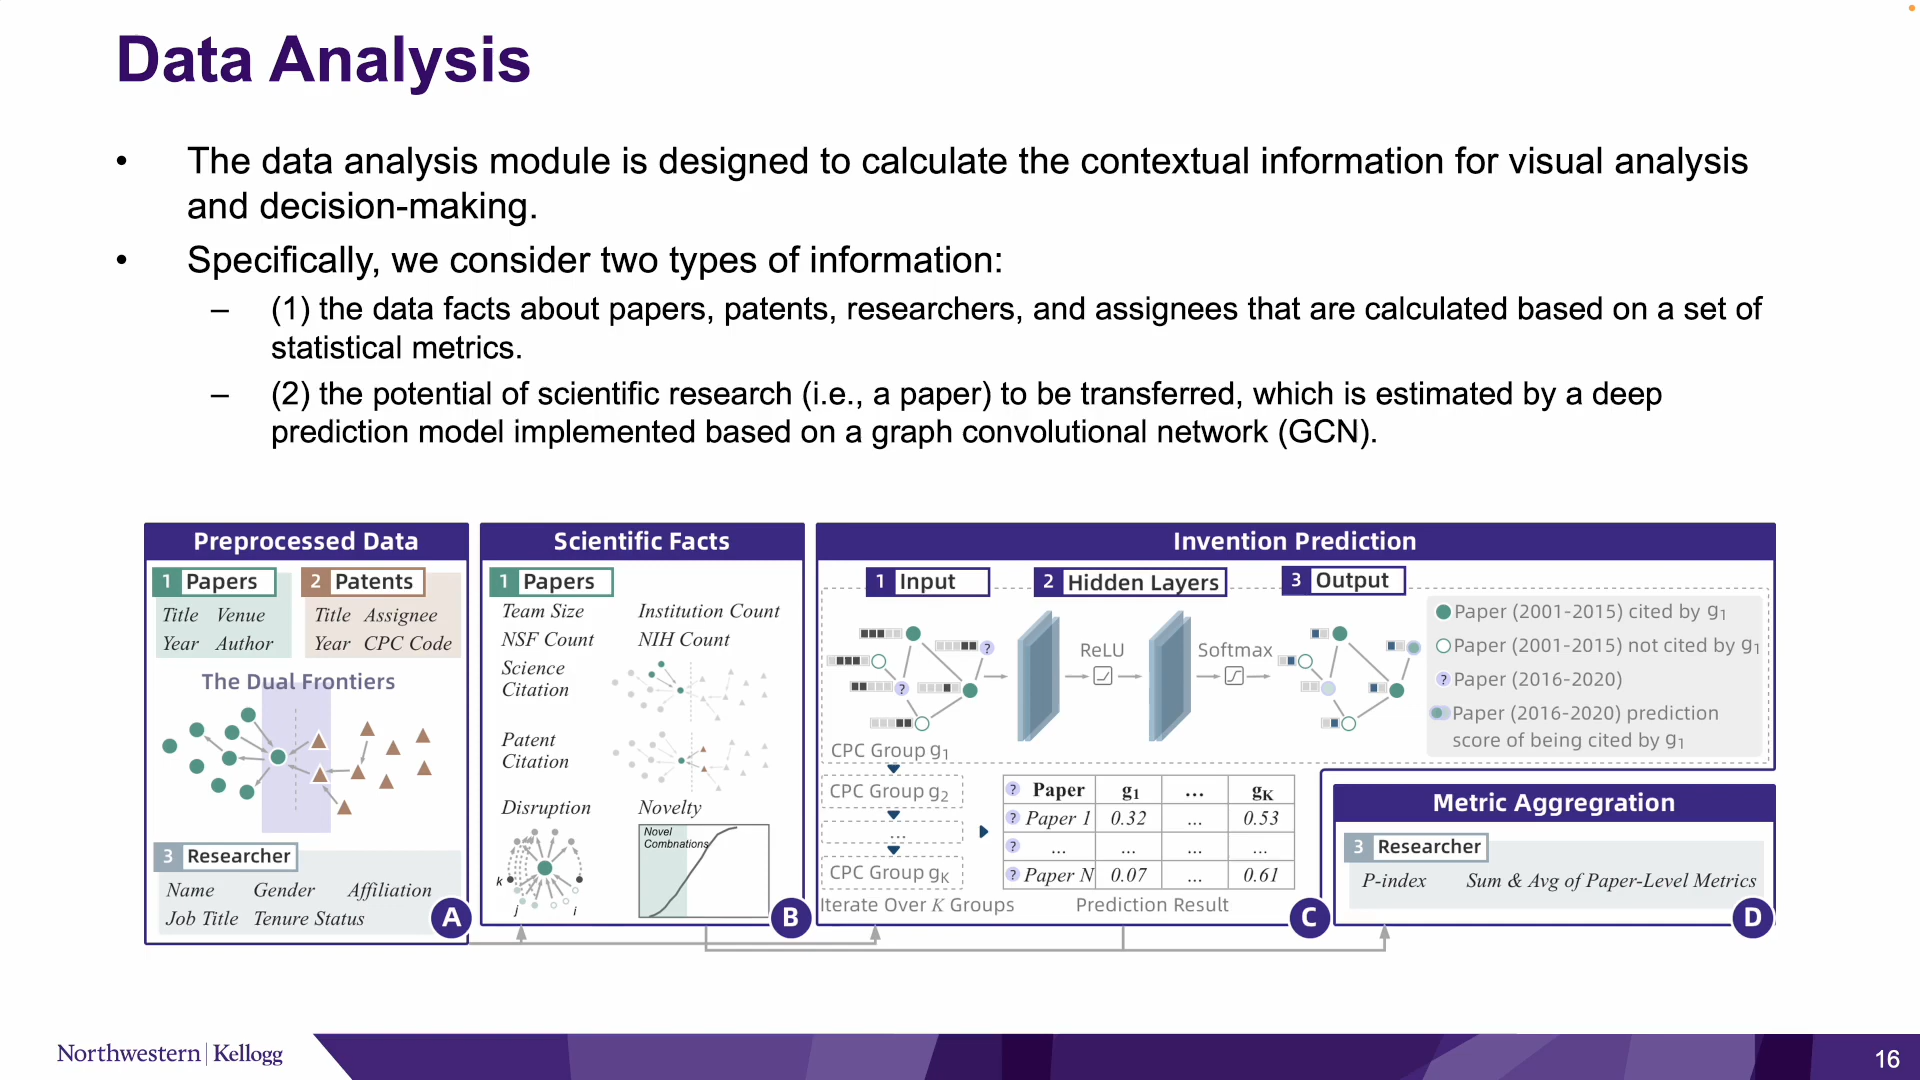 Data Analysis
• The data analysis module is designed to calculate the contextual information for visual analysis
and decision-making.
• Specifically, we consider two types of information:
– (1) the data facts about papers, patents, researchers, and assignees that are calculated based on a set of
statistical metrics.
– (2) the potential of scientific research (i.e., a paper) to be transferred, which is estimated by a deep
prediction model implemented based on a graph convolutional network (GCN).
Preprocessed Data
1 Papers
Title Venue
Year Author
2 Patents
Title Assignee
Year CPC Code
The Dual Frontiers
3 Researcher
Name Gender Affiliation
Job Title Tenure Status
A
Scientific Facts
1 Papers
Team Size Institution Count
NSF Count NIH Count
Science
Citation
Patent
Citation
Disruption Novelty
k
j
i
Novel
Combnations
B
Invention Prediction
1 Input
2 Hidden Layers
3 Output
?
?
ReLU
Softmax
Paper (2001-2015) cited by g1
Paper (2001-2015) not cited by g1
? Paper (2016-2020)
Paper (2016-2020) prediction
score of being cited by g1
CPC Group g1
CPC Group g2
...
CPC Group gK
Iterate Over K Groups
? Paper g1 ... gK
? Paper 1 0.32 ... 0.53
? ... ... ... ...
? Paper N 0.07 ... 0.61
Prediction Result
C
Metric Aggregration
3 Researcher
P-index Sum & Avg of Paper-Level Metrics
D
Northwestern | Kellogg
16